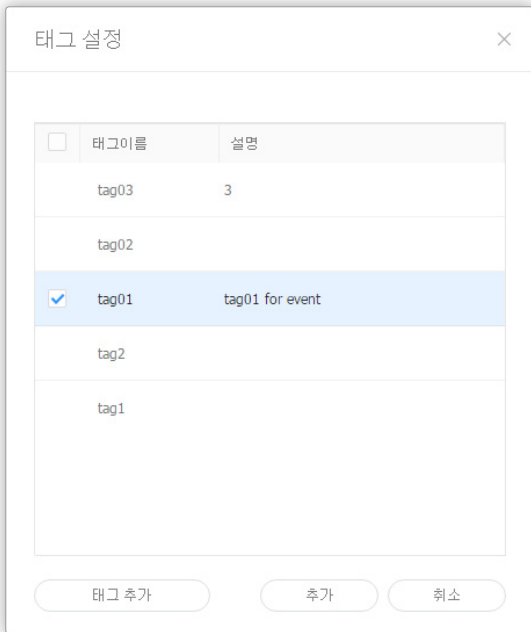 태그 설정
태그이름 설명
tag03 3
tag02
tag01 tag01 for event
tag2
tag1
태그 추가 추가 취소